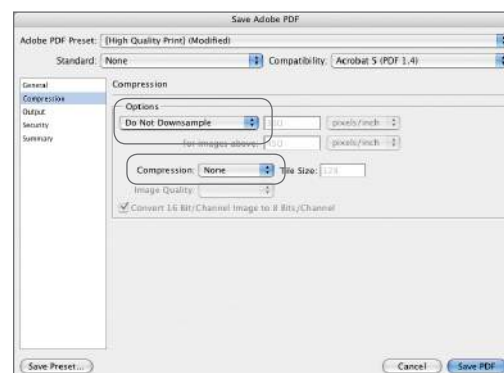 Save Adobe PDF
Adobe PDF Preset: [High Quality Print] (Modified)
Standard: None Compatibility: Acrobat 5 (PDF 1.4)
General
Compression
Output
Security
Summary
Compression
Options
Do Not Downsample pixels/inch
for images above: 450 pixels/inch
Compression: None Tile Size: 128
Image Quality:
Convert 16 Bit/Channel Image to 8 Bits/Channel
Save Preset... Cancel Save PDF